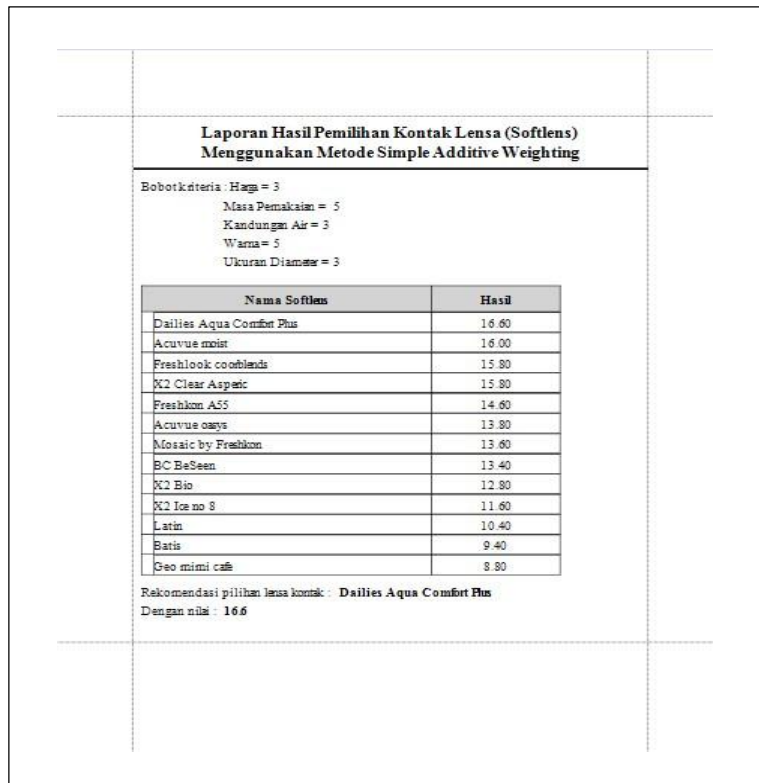 Laporan Hasil Pemilihan Kontak Lensa (Softlens)
Menggunakan Metode Simple Additive Weighting
Bobot kriteria : Harga = 3
Masa Pemakaian = 5
Kandungan Air = 3
Warna = 5
Ukuran Diameter = 3
Nama Softlens Hasil
Dailies Aqua Comfort Plus 16.60
Acuvue moist 16.00
Freshlook coorblends 15.80
X2 Clear Asperic 15.80
Freshkon A55 14.60
Acuvue oasys 13.80
Mosaic by Freshkon 13.60
BC BeSeen 13.40
X2 Bio 12.80
X2 Ice no 8 11.60
Latin 10.40
Batis 9.40
Geo mimi cafe 8.80
Rekomendasi pilihan lensa kontak : Dailies Aqua Comfort Plus
Dengan nilai : 16.6